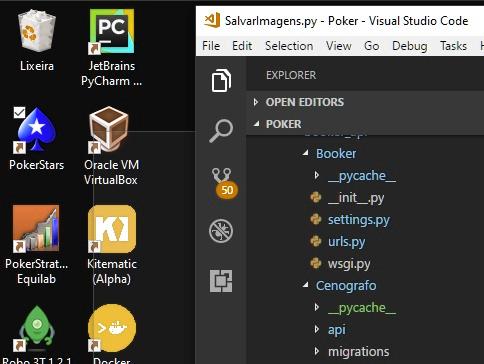 Lixeira
JetBrains
PyCharm ...
PokerStars
Oracle VM
VirtualBox
PokerStrat...
Equilab
Kitematic
(Alpha)
Robo 3T 1.2.1
Docker
PC
SalvarImagens.py - Poker - Visual Studio Code
File Edit Selection View Go Debug Tasks H
EXPLORER
OPEN EDITORS
POKER
booker_api
Booker
__pycache__
__init__.py
settings.py
urls.py
wsgi.py
Cenografo
__pycache__
api
migrations
50